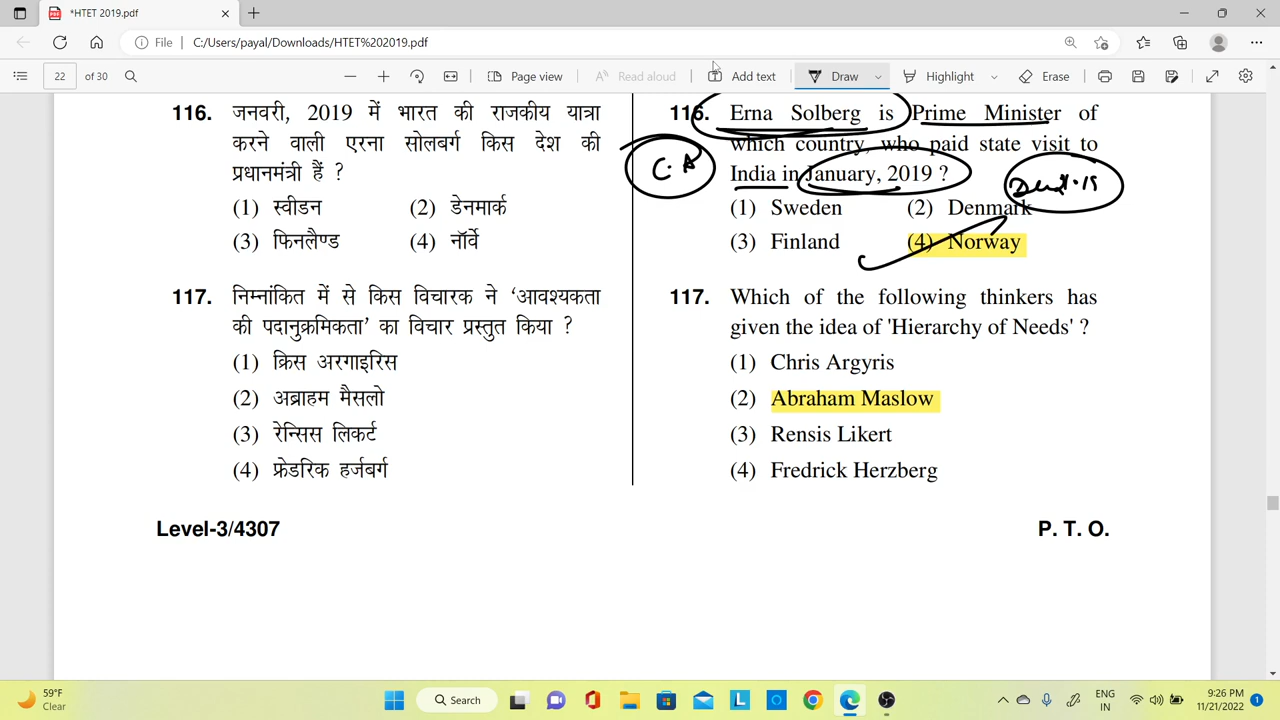 *HTET 2019.pdf
File C:/Users/payal/Downloads/HTET%202019.pdf
22 of 30 Page view Read aloud Add text Draw Highlight Erase
116. जनवरी, 2019 में भारत की राजकीय यात्रा
करने वाली एरना सोलबर्ग किस देश की
प्रधानमंत्री हैं ?
(1) स्वीडन (2) डेनमार्क
(3) फिनलैण्ड (4) नॉर्वे
117. निम्नांकित में से किस विचारक ने 'आवश्यकता
की पदानुक्रमिकता' का विचार प्रस्तुत किया ?
(1) क्रिस अरगाइरिस
(2) अब्राहम मैसलो
(3) रेन्सिस लिकर्ट
(4) फ्रेडरिक हर्जबर्ग
116. Erna Solberg is Prime Minister of
which country, who paid state visit to
India in January, 2019 ?
C.A
(1) Sweden (2) Denmark
(3) Finland (4) Norway
117. Which of the following thinkers has
given the idea of 'Hierarchy of Needs' ?
(1) Chris Argyris
(2) Abraham Maslow
(3) Rensis Likert
(4) Fredrick Herzberg
Level-3/4307 P. T. O.
59°F
Clear
Search
ENG
IN
9:26 PM
11/21/2022
1